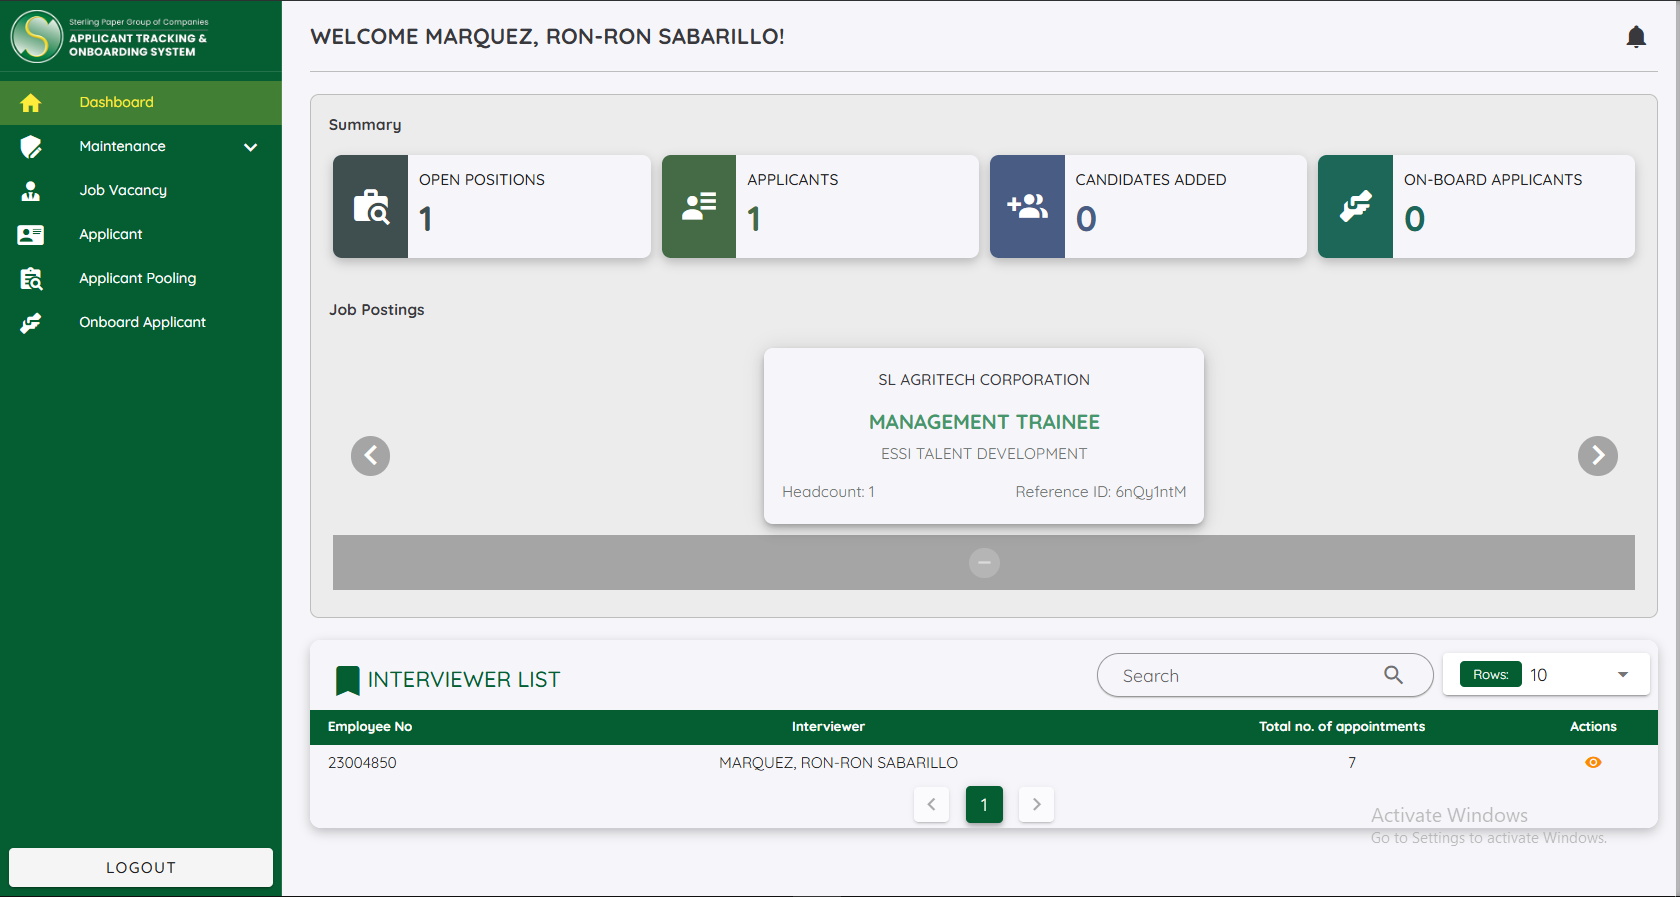 Sterling Paper Group of Companies
APPLICANT TRACKING &
ONBOARDING SYSTEM
Dashboard
Maintenance
Job Vacancy
Applicant
Applicant Pooling
Onboard Applicant
LOGOUT
WELCOME MARQUEZ, RON-RON SABARILLO!
Summary
OPEN POSITIONS
1
APPLICANTS
1
CANDIDATES ADDED
0
ON-BOARD APPLICANTS
0
Job Postings
SL AGRITECH CORPORATION
MANAGEMENT TRAINEE
ESSI TALENT DEVELOPMENT
Headcount: 1 Reference ID: 6nQy1ntM
INTERVIEWER LIST
Search
Rows: 10
Employee No Interviewer Total no. of appointments Actions
23004850 MARQUEZ, RON-RON SABARILLO 7
1
Activate Windows
Go to Settings to activate Windows.